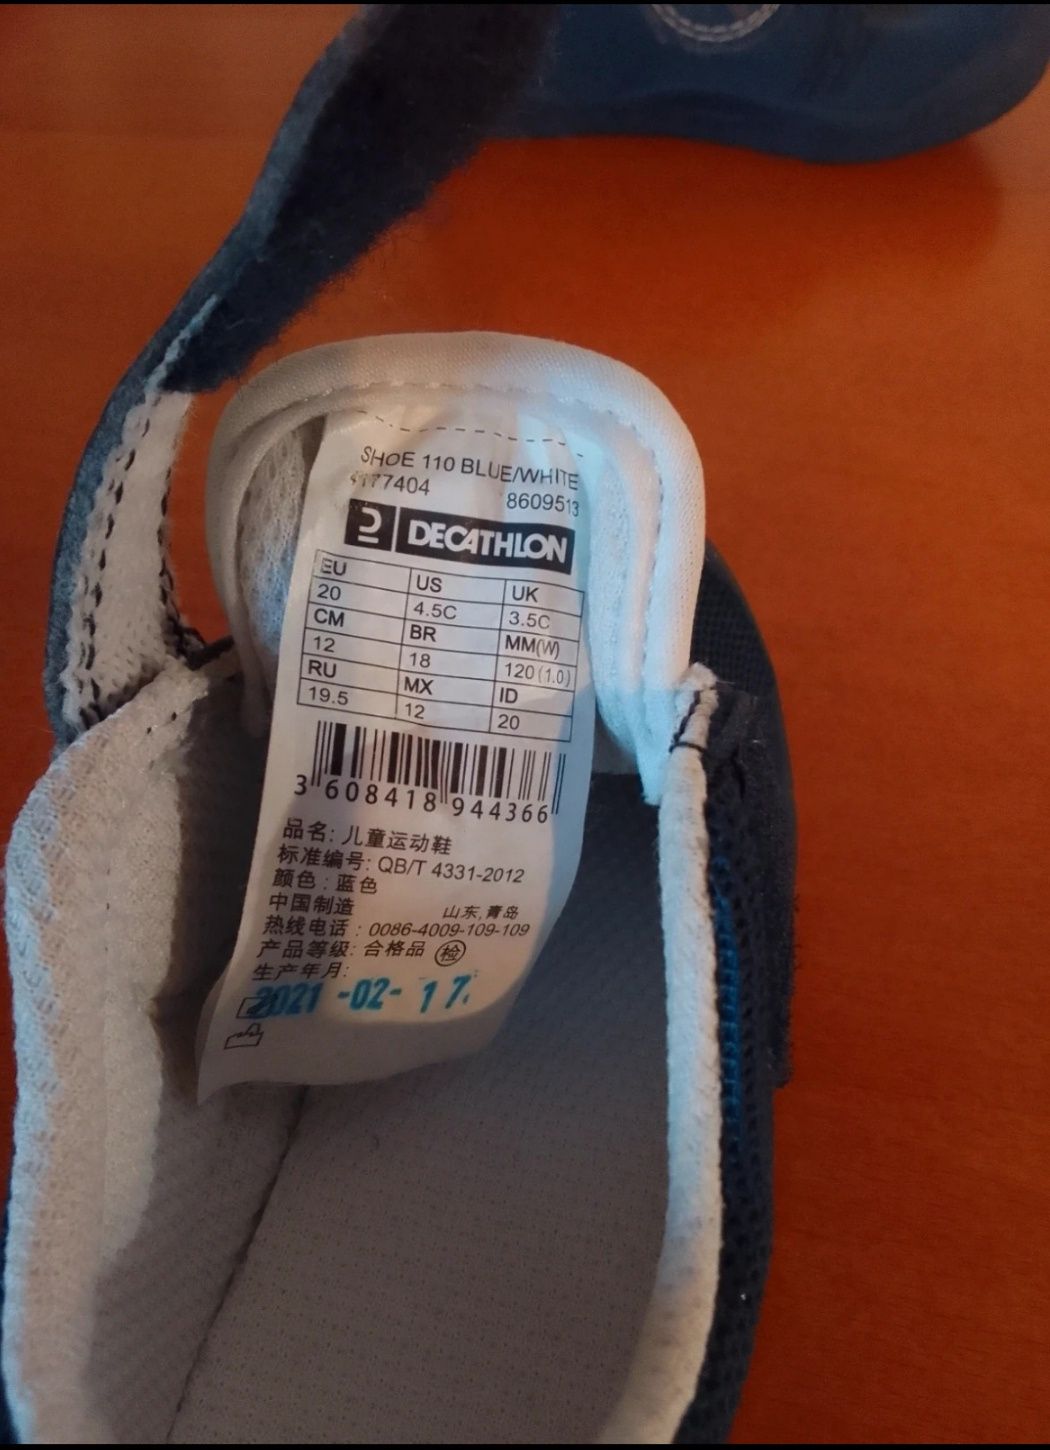 SHOE 110 BLUE/WHITE
4177404 8609513
DECATHLON
EU US UK
20 4.5C 3.5C
CM BR MM(W)
12 18 120(1.0)
RU MX ID
19.5 12 20
3 608418 944366
品名: 儿童运动鞋
标准编号: QB/T 4331-2012
颜色: 蓝色
中国制造 山东,青岛
热线电话: 0086-4009-109-109
产品等级: 合格品 检
生产年月:
2021-02-17